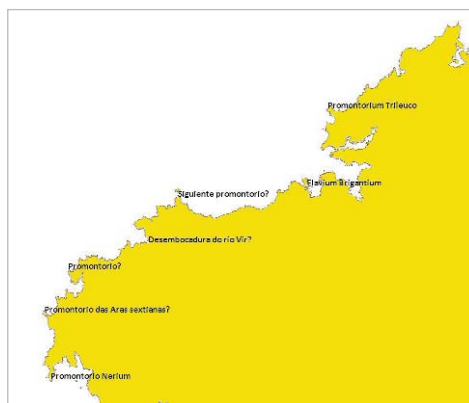 Promontorium Trileuco
Flavium Brigantium
Siguiente promontorio?
Desembocadura do río Vir?
Promontorio?
Promontorio das Aras sextianas?
Promontorio Nerium